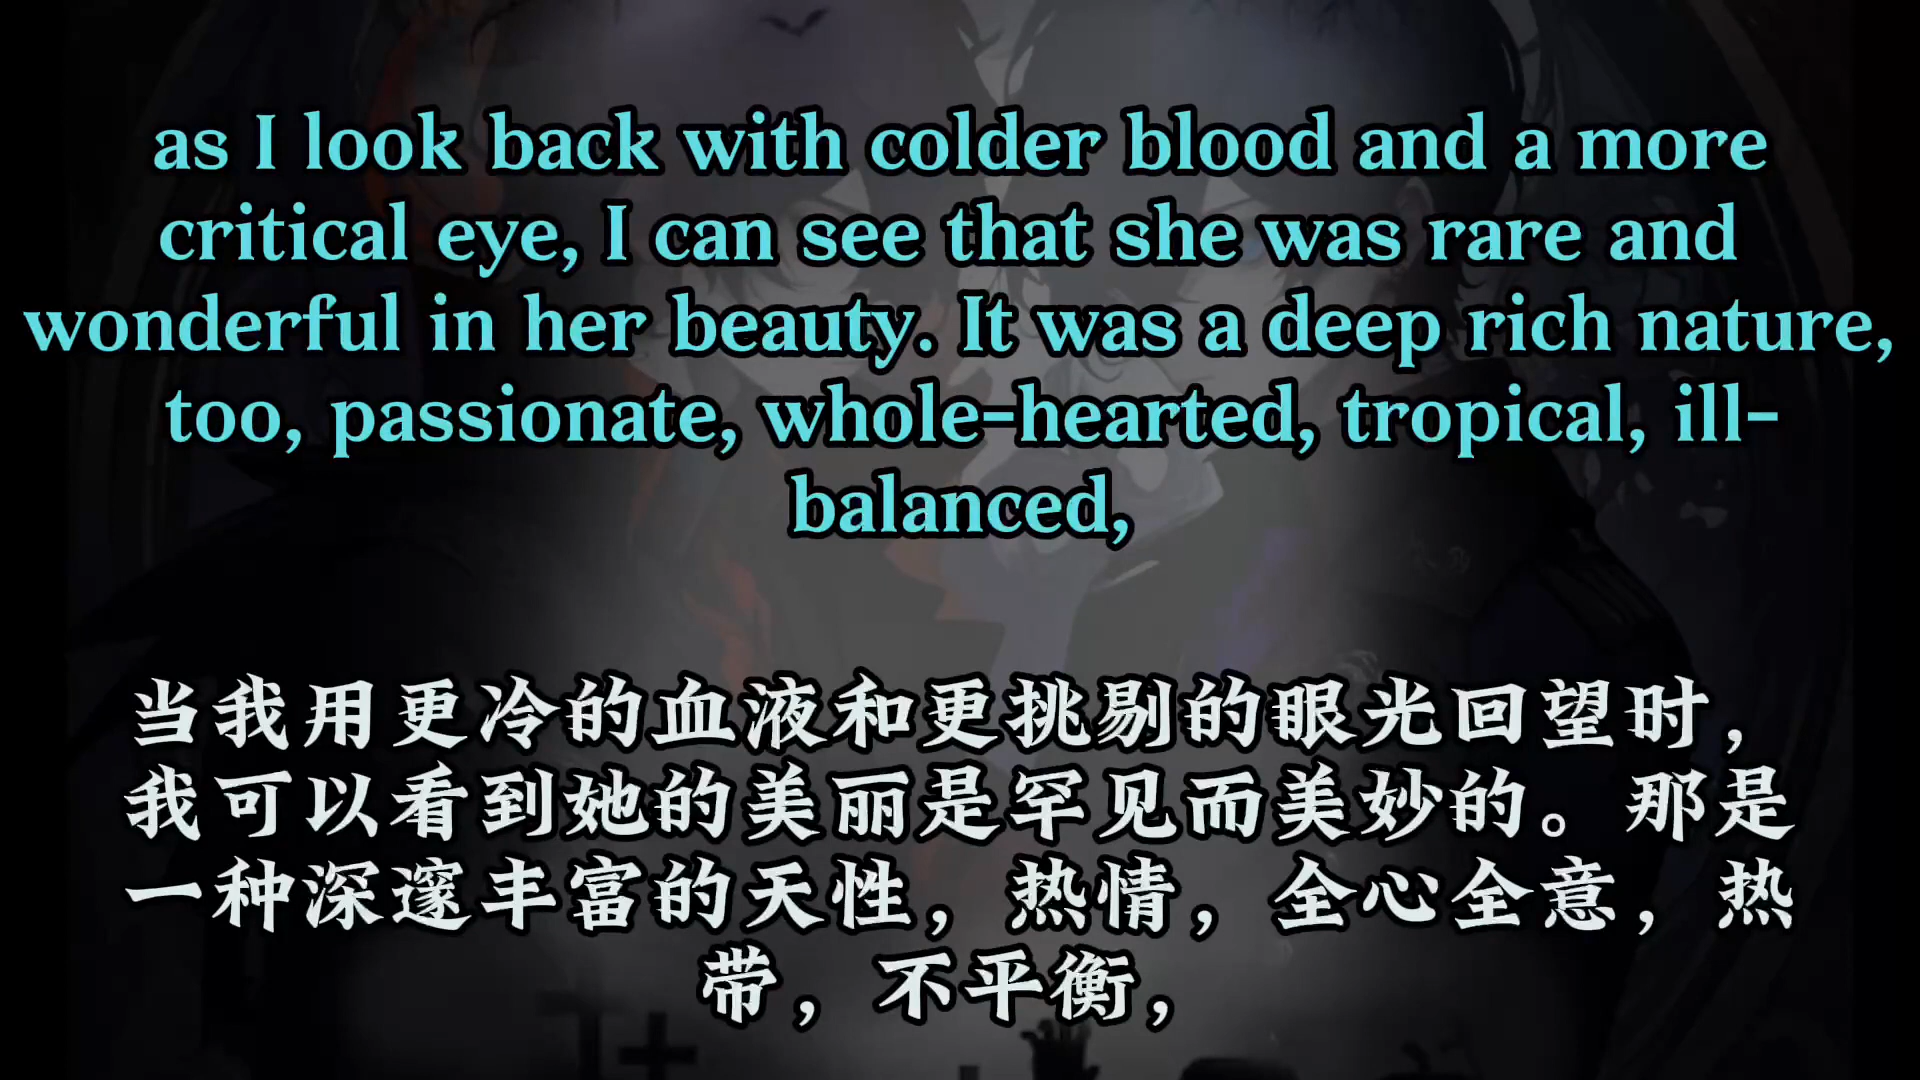 as I look back with colder blood and a more
critical eye, I can see that she was rare and
wonderful in her beauty. It was a deep rich nature,
too, passionate, whole-hearted, tropical, ill-
balanced,
当我用更冷的血液和更挑剔的眼光回望时，
我可以看到她的美丽是罕见而美妙的。那是
一种深邃丰富的天性，热情，全心全意，热
带，不平衡，